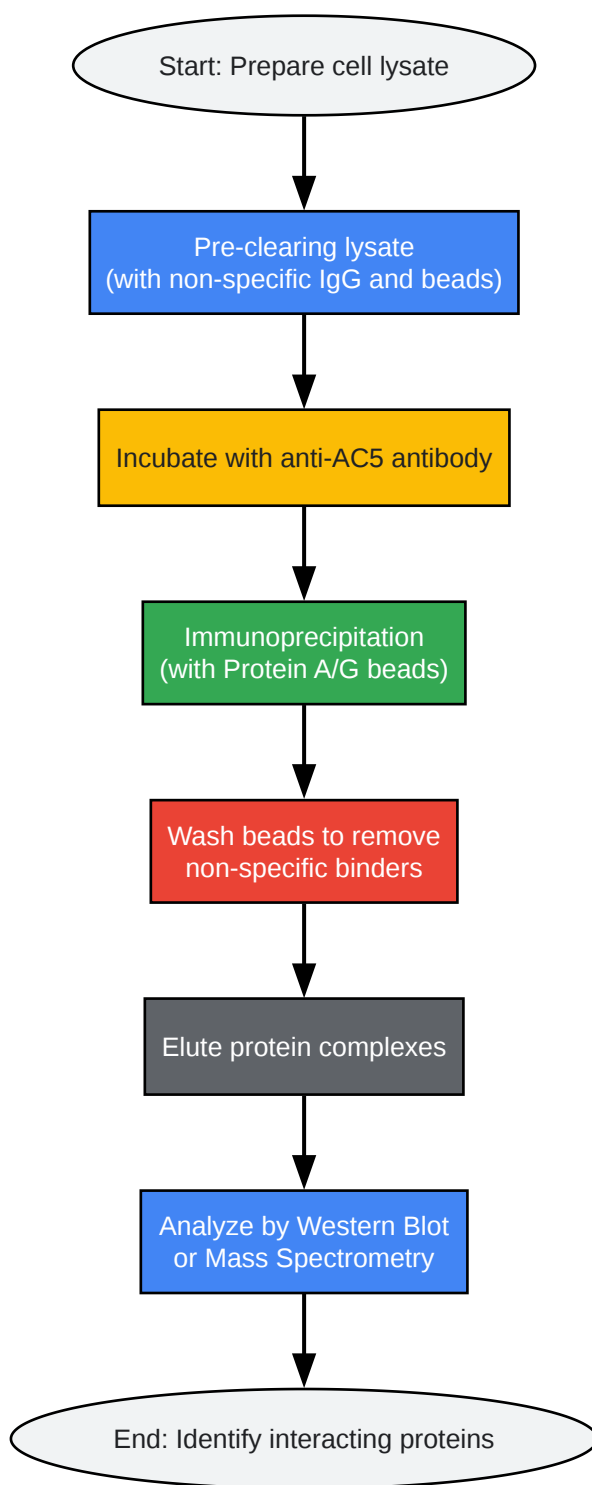 Start: Prepare cell lysate
Pre-clearing lysate
(with non-specific IgG and beads)
Incubate with anti-AC5 antibody
Immunoprecipitation
(with Protein A/G beads)
Wash beads to remove
non-specific binders
Elute protein complexes
Analyze by Western Blot
or Mass Spectrometry
End: Identify interacting proteins